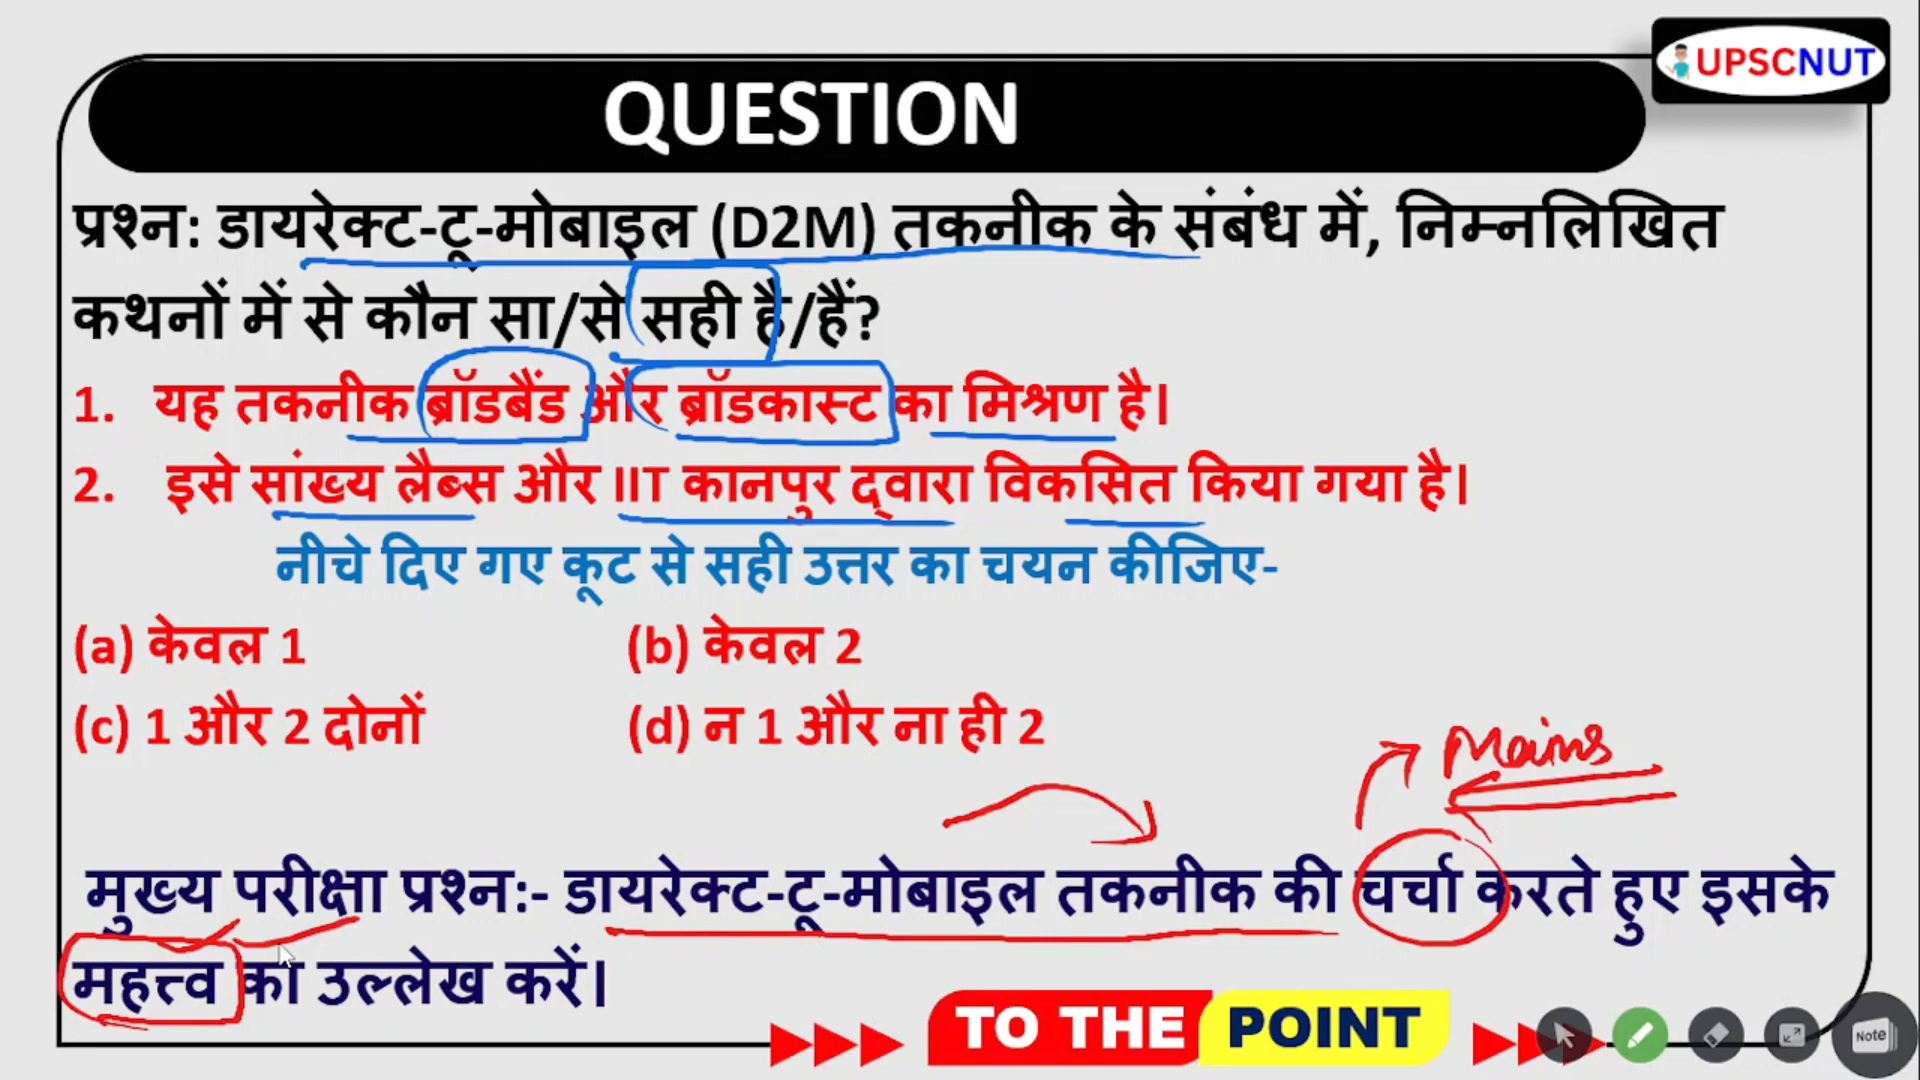 UPSCNUT
QUESTION
प्रश्न: डायरेक्ट-टू-मोबाइल (D2M) तकनीक के संबंध में, निम्नलिखित
कथनों में से कौन सा/से सही है/हैं?
1. यह तकनीक ब्रॉडबैंड और ब्रॉडकास्ट का मिश्रण है।
2. इसे सांख्य लैब्स और IIT कानपुर द्वारा विकसित किया गया है।
नीचे दिए गए कूट से सही उत्तर का चयन कीजिए-
(a) केवल 1 (b) केवल 2
(c) 1 और 2 दोनों (d) न 1 और ना ही 2
Mains
मुख्य परीक्षा प्रश्न:- डायरेक्ट-टू-मोबाइल तकनीक की चर्चा करते हुए इसके
महत्त्व का उल्लेख करें।
TO THE POINT
Note